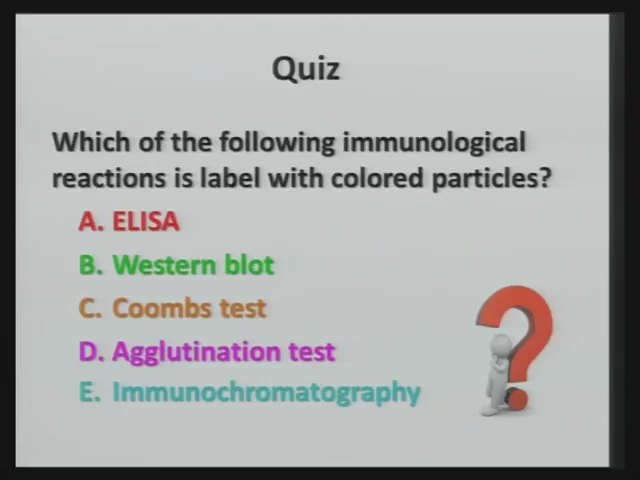 Quiz
Which of the following immunological
reactions is label with colored particles?
A. ELISA
B. Western blot
C. Coombs test
D. Agglutination test
E. Immunochromatography